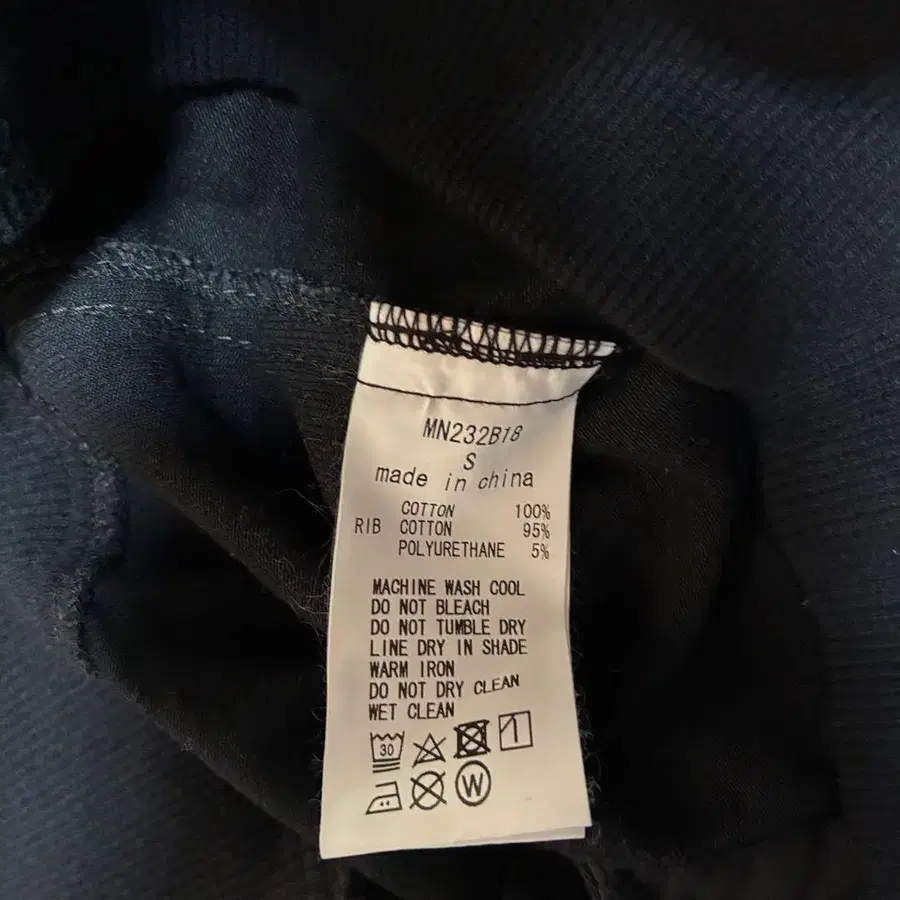 MN232B18
S
made in china
COTTON 100%
RIB COTTON 95%
POLYURETHANE 5%
MACHINE WASH COOL
DO NOT BLEACH
DO NOT TUMBLE DRY
LINE DRY IN SHADE
WARM IRON
DO NOT DRY CLEAN
WET CLEAN
30
W